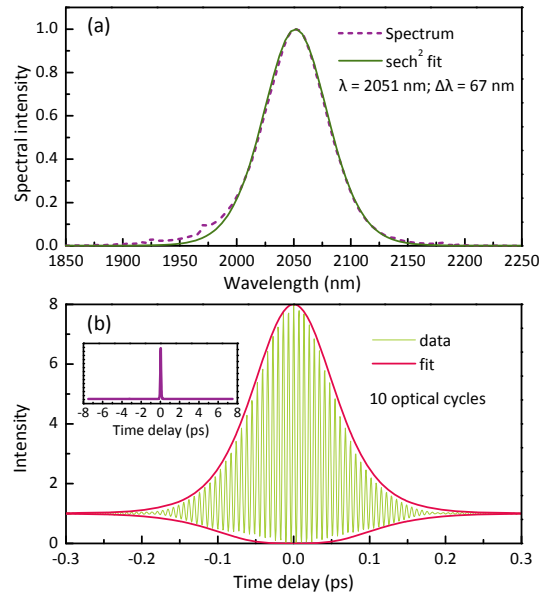 (a)
Spectrum
sech² fit
λ = 2051 nm; Δλ = 67 nm
Spectral intensity
1.0
0.8
0.6
0.4
0.2
0.0
1850 1900 1950 2000 2050 2100 2150 2200 2250
Wavelength (nm)
(b)
data
fit
10 optical cycles
-8 -6 -4 -2 0 2 4 6 8
Time delay (ps)
Intensity
8
6
4
2
0
-0.3 -0.2 -0.1 0.0 0.1 0.2 0.3
Time delay (ps)